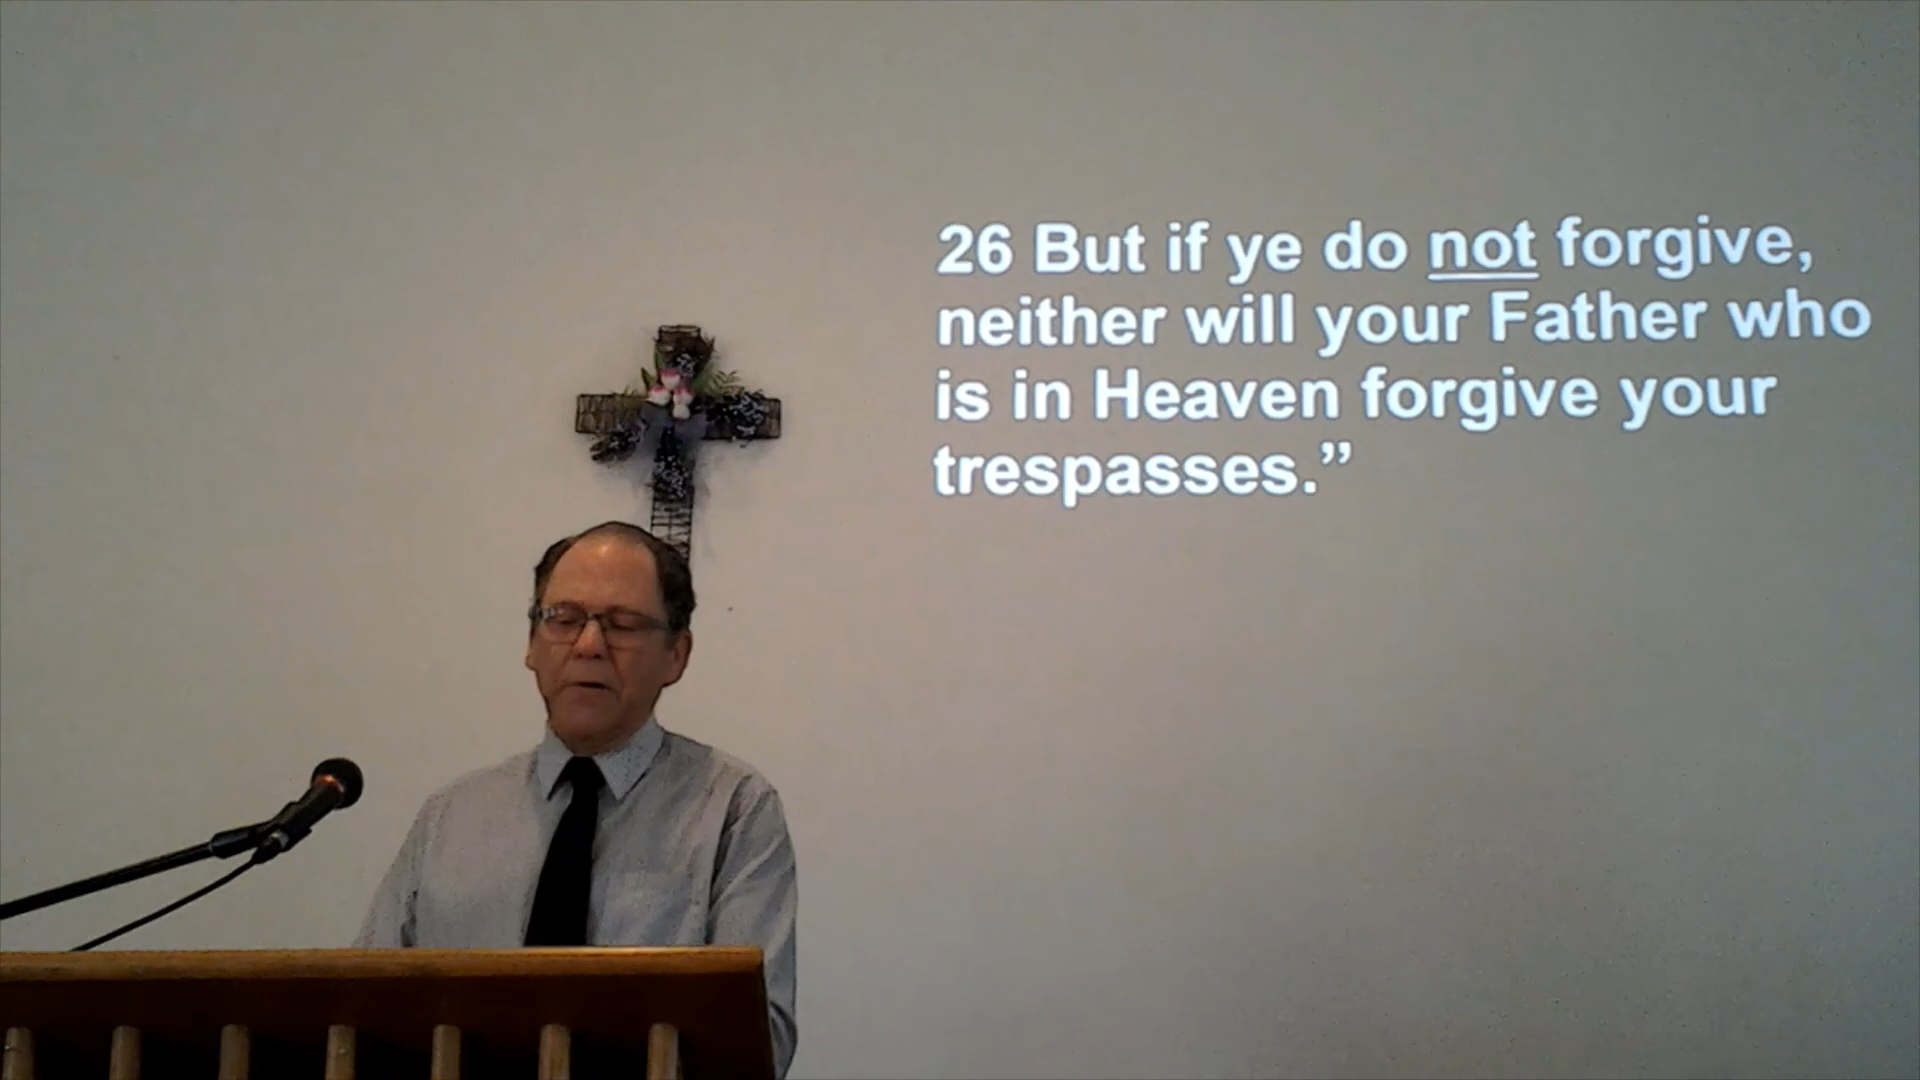 26 But if ye do not forgive,
neither will your Father who
is in Heaven forgive your
trespasses.”